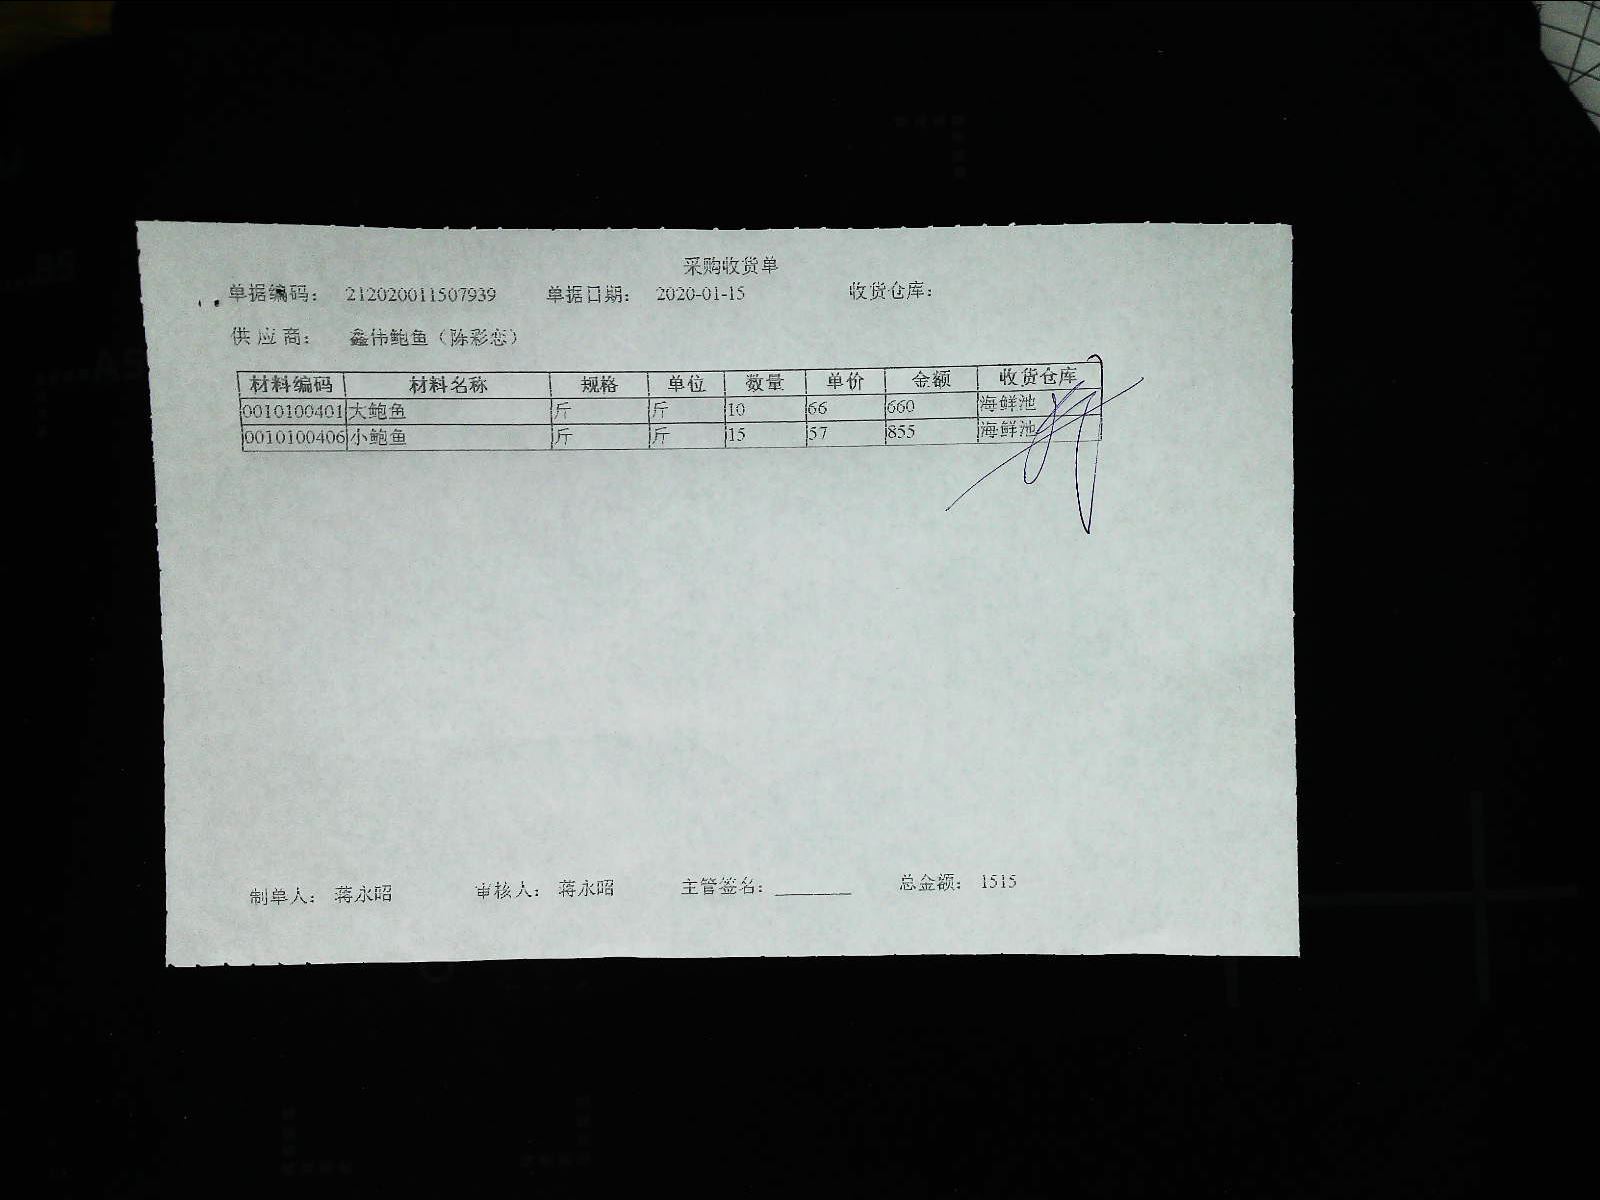 采购收货单
单据编码： 212020011507939 单据日期： 2020-01-15 收货仓库：
供 应 商： 鑫伟鲍鱼（陈彩恋）
材料编码 材料名称 规格 单位 数量 单价 金额 收货仓库
0010100401 大鲍鱼 斤 斤 10 66 660 海鲜池
0010100406 小鲍鱼 斤 斤 15 57 855 海鲜池
制单人： 蒋永昭 审核人： 蒋永昭 主管签名：________ 总金额： 1515